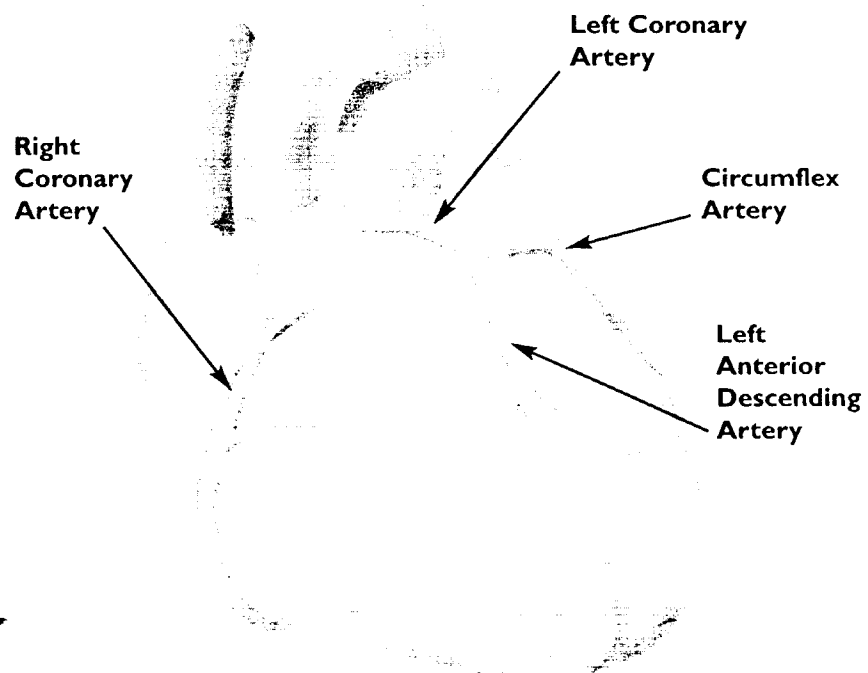 Left Coronary
Artery
Right
Coronary
Artery
Circumflex
Artery
Left
Anterior
Descending
Artery